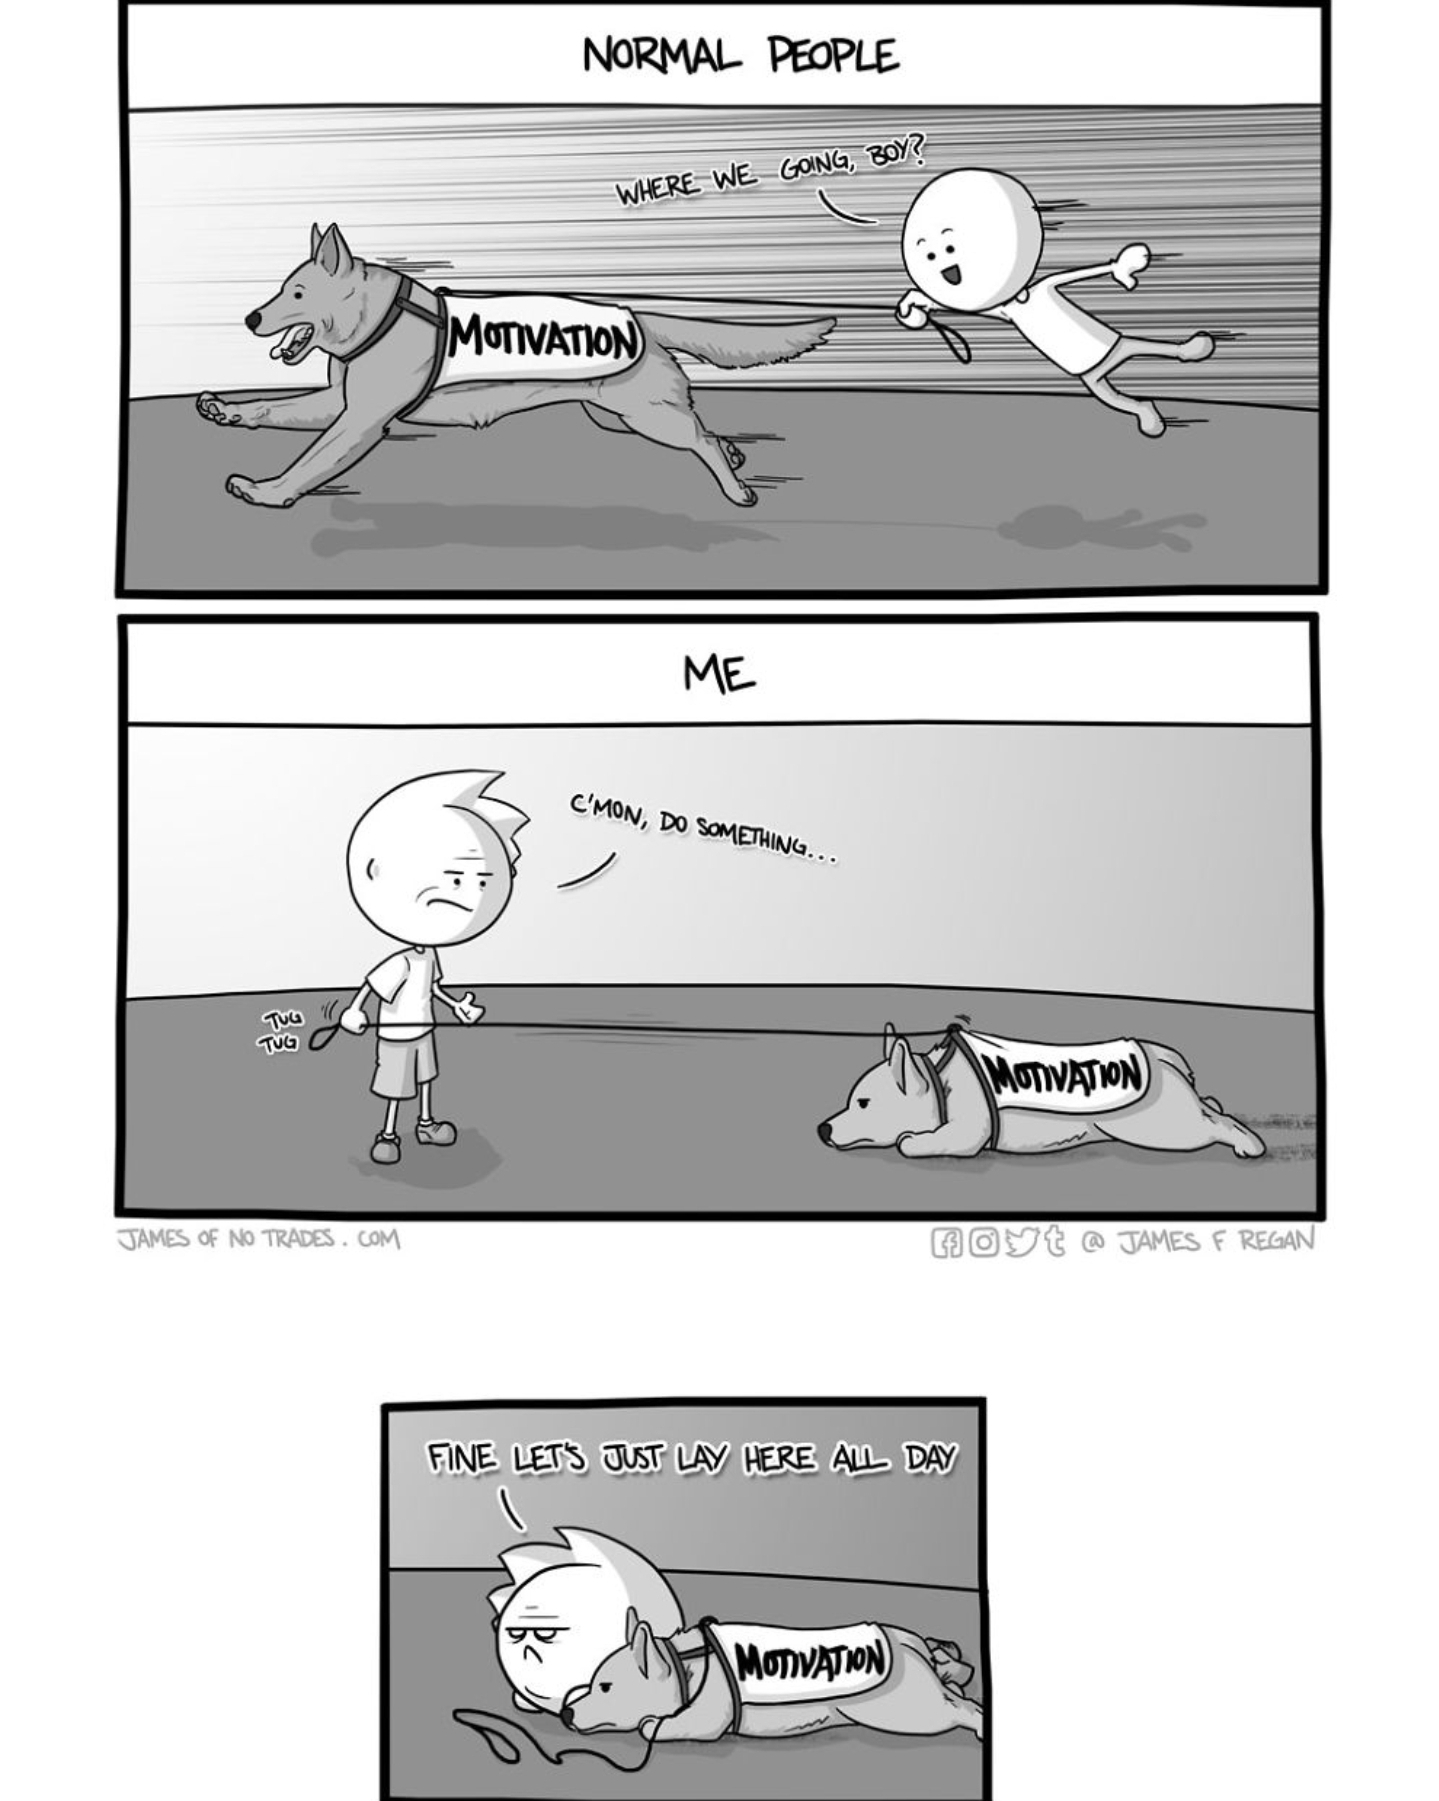 NORMAL PEOPLE
WHERE WE GOING, BOY?
MOTIVATION
ME
C'MON, DO SOMETHING...
TUG
TUG
MOTIVATION
JAMES OF NO TRADES. COM
@ JAMES F REGAN
FINE LET'S JUST LAY HERE ALL DAY
MOTIVATION